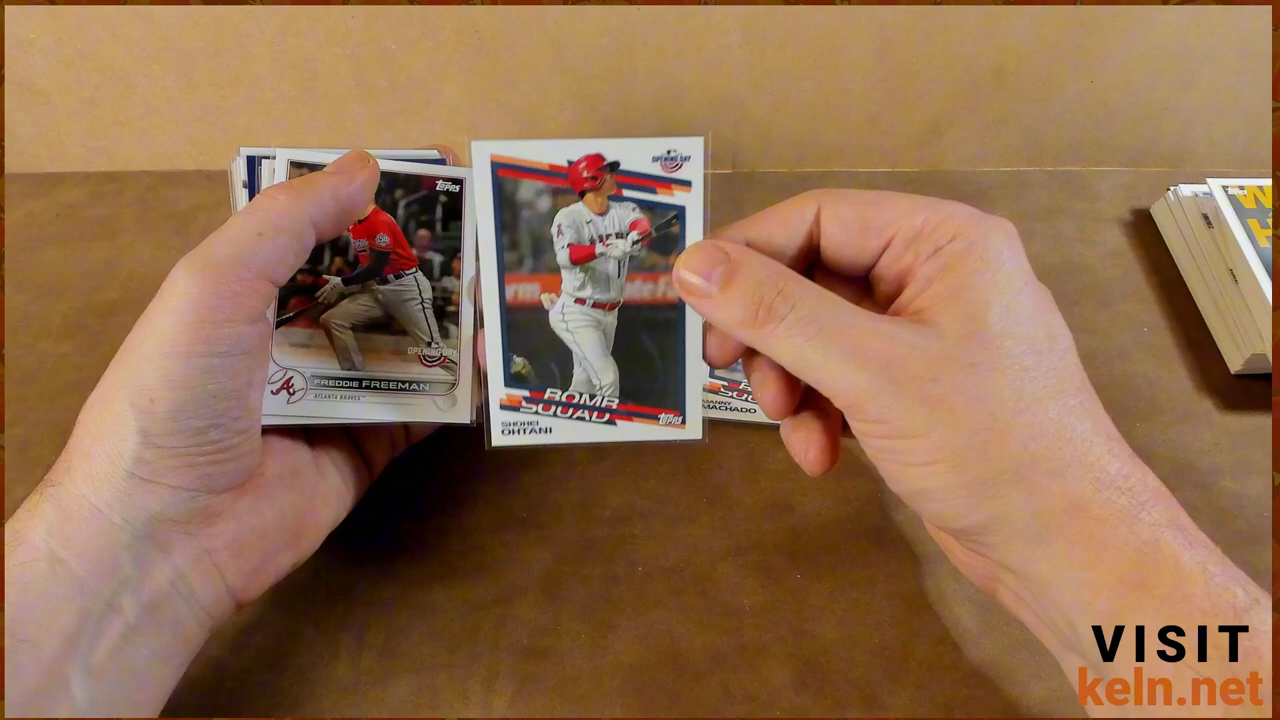 Topps
OPENING DAY
FREDDIE FREEMAN
ATLANTA BRAVES
OPENING DAY
BOMB
SQUAD
Topps
SHOHEI
OHTANI
MANNY
MACHADO
VISIT
keln.net